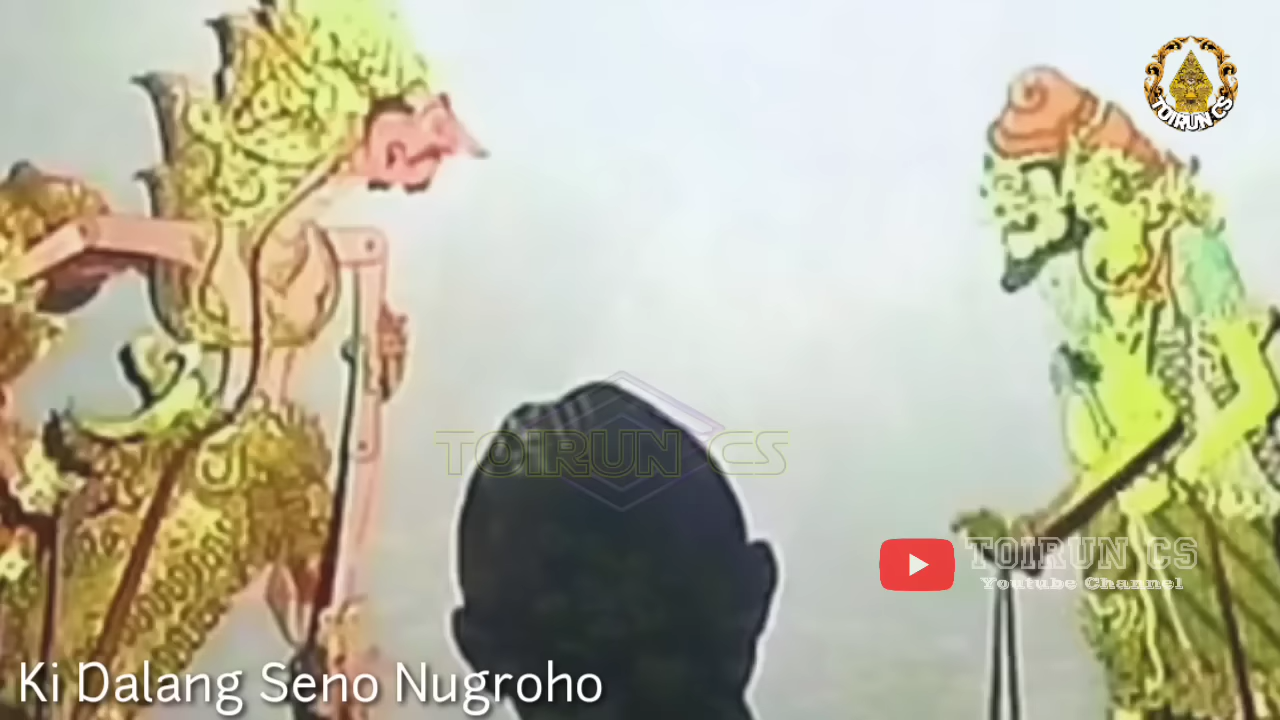 TOIRUN CS
TOIRUN CS
TOIRUN CS
Youtube Channel
Ki Dalang Seno Nugroho